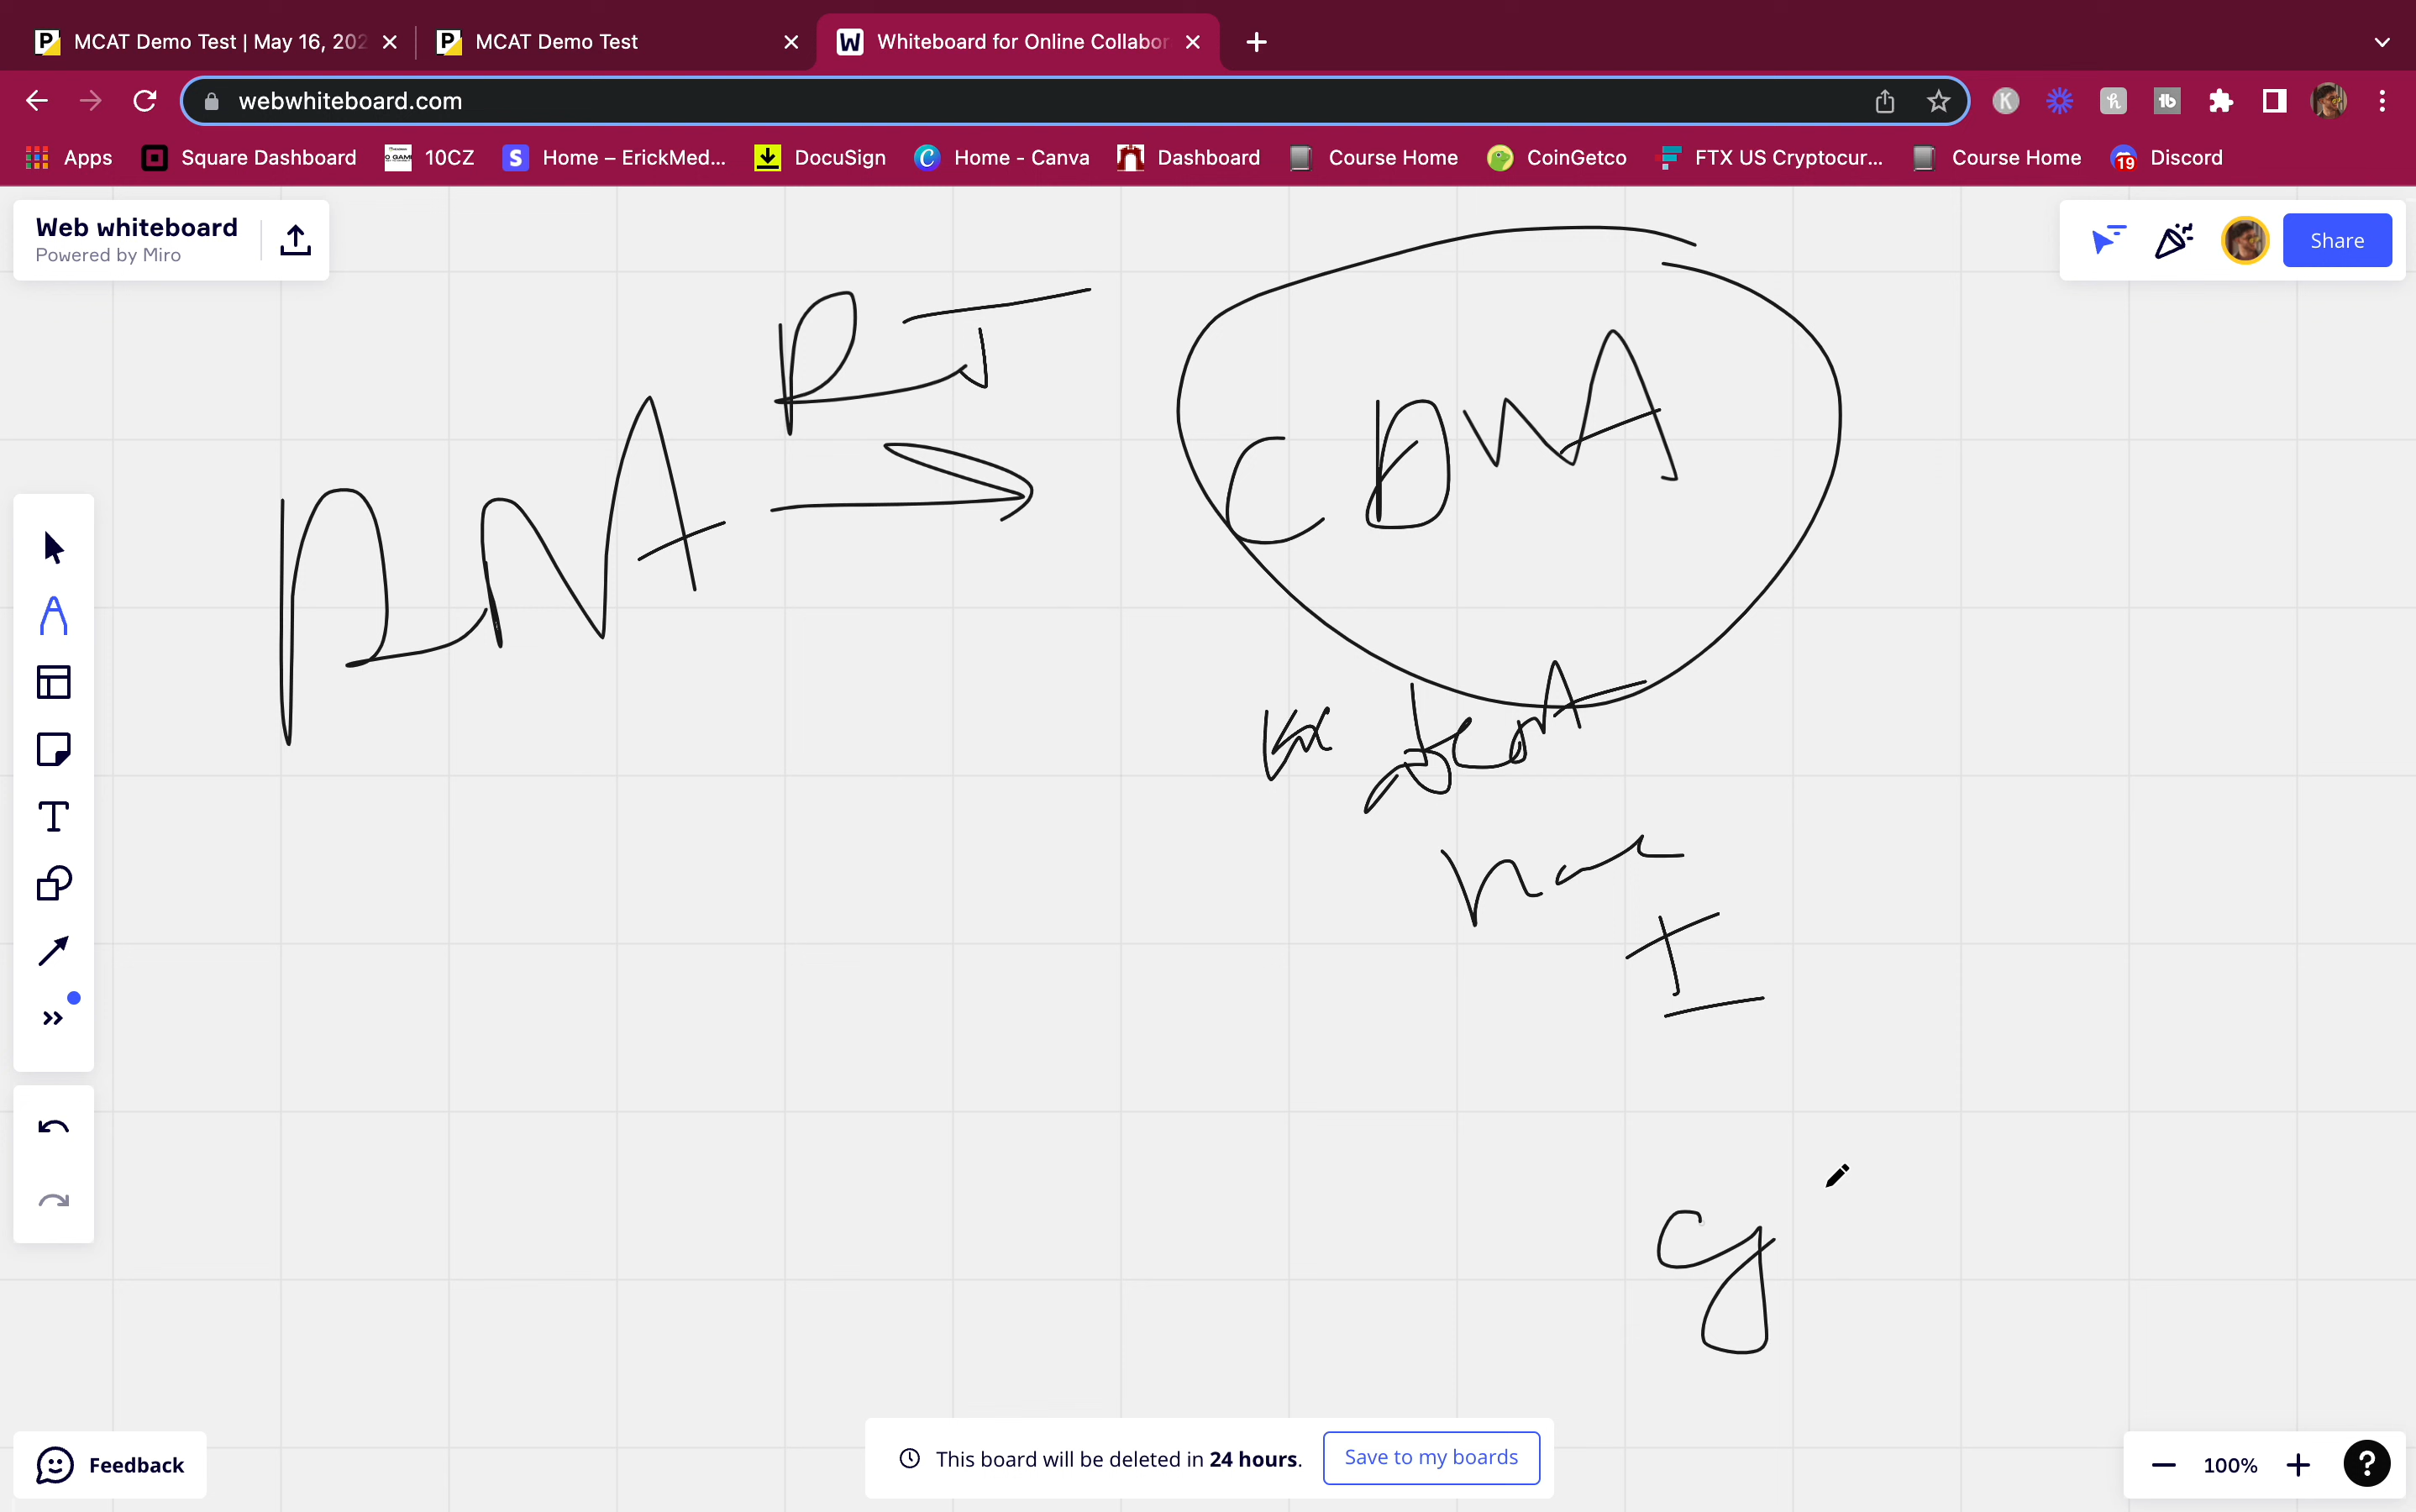 MCAT Demo Test | May 16, 202
MCAT Demo Test
Whiteboard for Online Collabor
webwhiteboard.com
Apps
Square Dashboard
10CZ
Home – ErickMed...
DocuSign
Home - Canva
Dashboard
Course Home
CoinGetco
FTX US Cryptocur...
Course Home
19 Discord
Web whiteboard
Powered by Miro
Share
RT
RNA
CDNA
Feedback
This board will be deleted in 24 hours.
Save to my boards
100%